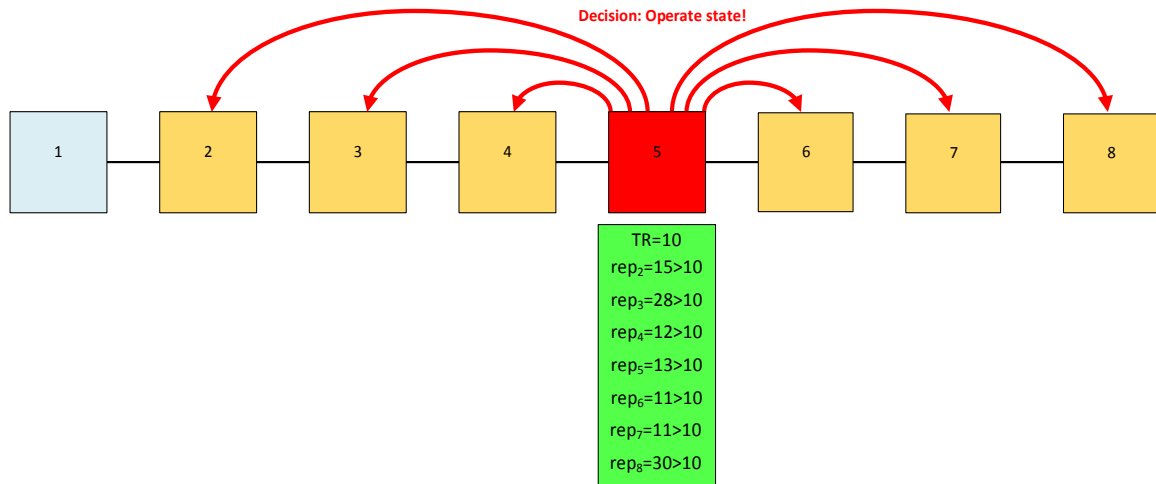 Decision: Operate state!
1
2
3
4
5
6
7
8
TR=10
rep₂=15>10
rep₃=28>10
rep₄=12>10
rep₅=13>10
rep₆=11>10
rep₇=11>10
rep₈=30>10